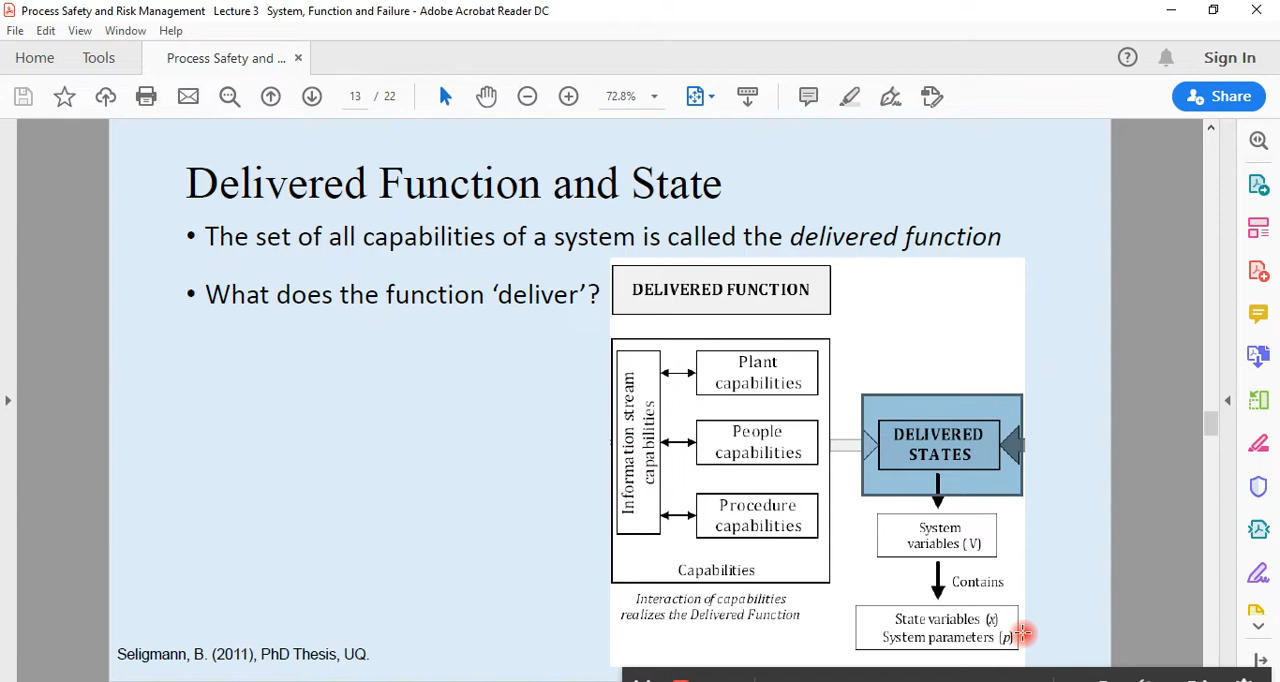 Process Safety and Risk Management Lecture 3 System, Function and Failure - Adobe Acrobat Reader DC
File Edit View Window Help
Home Tools Process Safety and ... × Sign In
13 / 22 72.8% Share
Delivered Function and State
• The set of all capabilities of a system is called the delivered function
• What does the function ‘deliver’?
DELIVERED FUNCTION
Information stream
capabilities
Plant
capabilities
People
capabilities
Procedure
capabilities
Capabilities
Interaction of capabilities
realizes the Delivered Function
DELIVERED
STATES
System
variables (V)
Contains
State variables (x)
System parameters (p)
Seligmann, B. (2011), PhD Thesis, UQ.